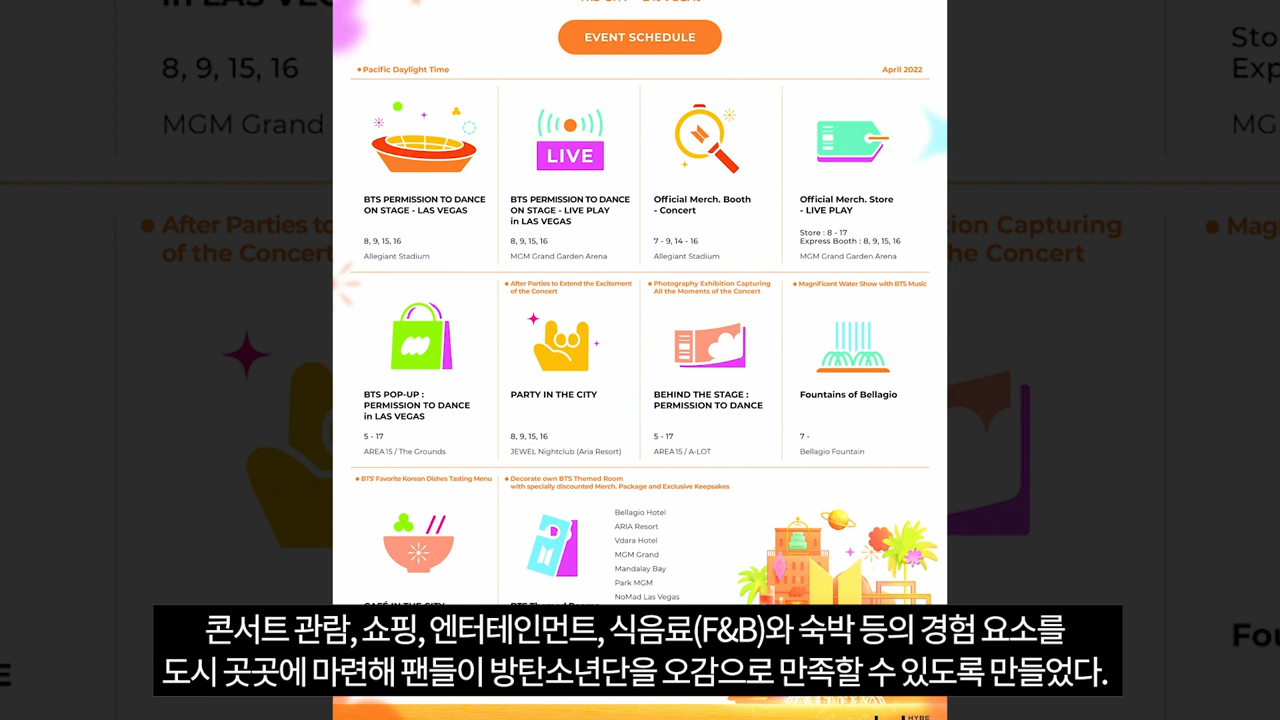 EVENT SCHEDULE
Pacific Daylight Time
April 2022
LIVE
BTS PERMISSION TO DANCE
ON STAGE - LAS VEGAS
8, 9, 15, 16
Allegiant Stadium
BTS PERMISSION TO DANCE
ON STAGE - LIVE PLAY
in LAS VEGAS
8, 9, 15, 16
MGM Grand Garden Arena
Official Merch. Booth
- Concert
7 - 9, 14 - 16
Allegiant Stadium
Official Merch. Store
- LIVE PLAY
Store : 8 - 17
Express Booth : 8, 9, 15, 16
MGM Grand Garden Arena
BTS POP-UP :
PERMISSION TO DANCE
in LAS VEGAS
5 - 17
AREA15 / The Grounds
After Parties to Extend the Excitement
of the Concert
PARTY IN THE CITY
8, 9, 15, 16
JEWEL Nightclub (Aria Resort)
Photography Exhibition Capturing
All the Moments of the Concert
BEHIND THE STAGE :
PERMISSION TO DANCE
5 - 17
AREA15 / A-LOT
Magnificent Water Show with BTS Music
Fountains of Bellagio
7 -
Bellagio Fountain
BTS' Favorite Korean Dishes Tasting Menu
Decorate own BTS Themed Room
with specially discounted Merch. Package and Exclusive Keepsakes
Bellagio Hotel
ARIA Resort
Vdara Hotel
MGM Grand
Mandalay Bay
Park MGM
NoMad Las Vegas
콘서트 관람, 쇼핑, 엔터테인먼트, 식음료(F&B)와 숙박 등의 경험 요소를
도시 곳곳에 마련해 팬들이 방탄소년단을 오감으로 만족할 수 있도록 만들었다.
HYBE
8, 9, 15, 16
MGM Grand
After Parties to
of the Concert
Capturing